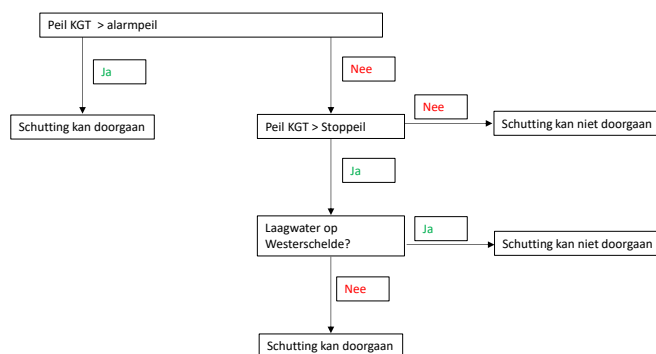 Peil KGT > alarmpeil
Ja
Nee
Schutting kan doorgaan
Peil KGT > Stoppeil
Nee
Schutting kan niet doorgaan
Ja
Laagwater op
Westerschelde?
Ja
Schutting kan niet doorgaan
Nee
Schutting kan doorgaan